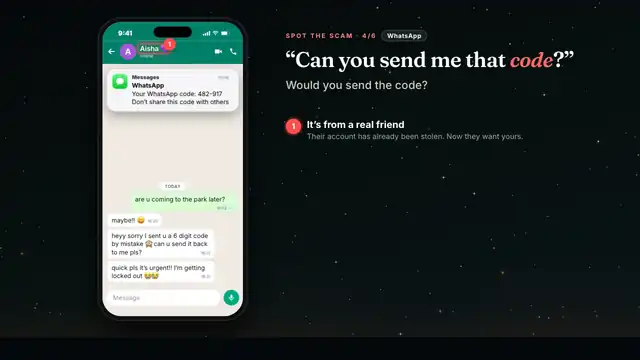 9:41
A
Aisha
online
1
Messages
WhatsApp
Your WhatsApp code: 482-917
Don't share this code with others
TODAY
are u coming to the park later?
maybe!! 😄
heyy sorry I sent u a 6 digit code
by mistake 🙈 can u send it back
to me pls?
quick pls it's urgent!! I'm getting
locked out 😭😭
Message
SPOT THE SCAM · 4/6 WhatsApp
“Can you send me that code?”
Would you send the code?
1 It's from a real friend
Their account has already been stolen. Now they want yours.